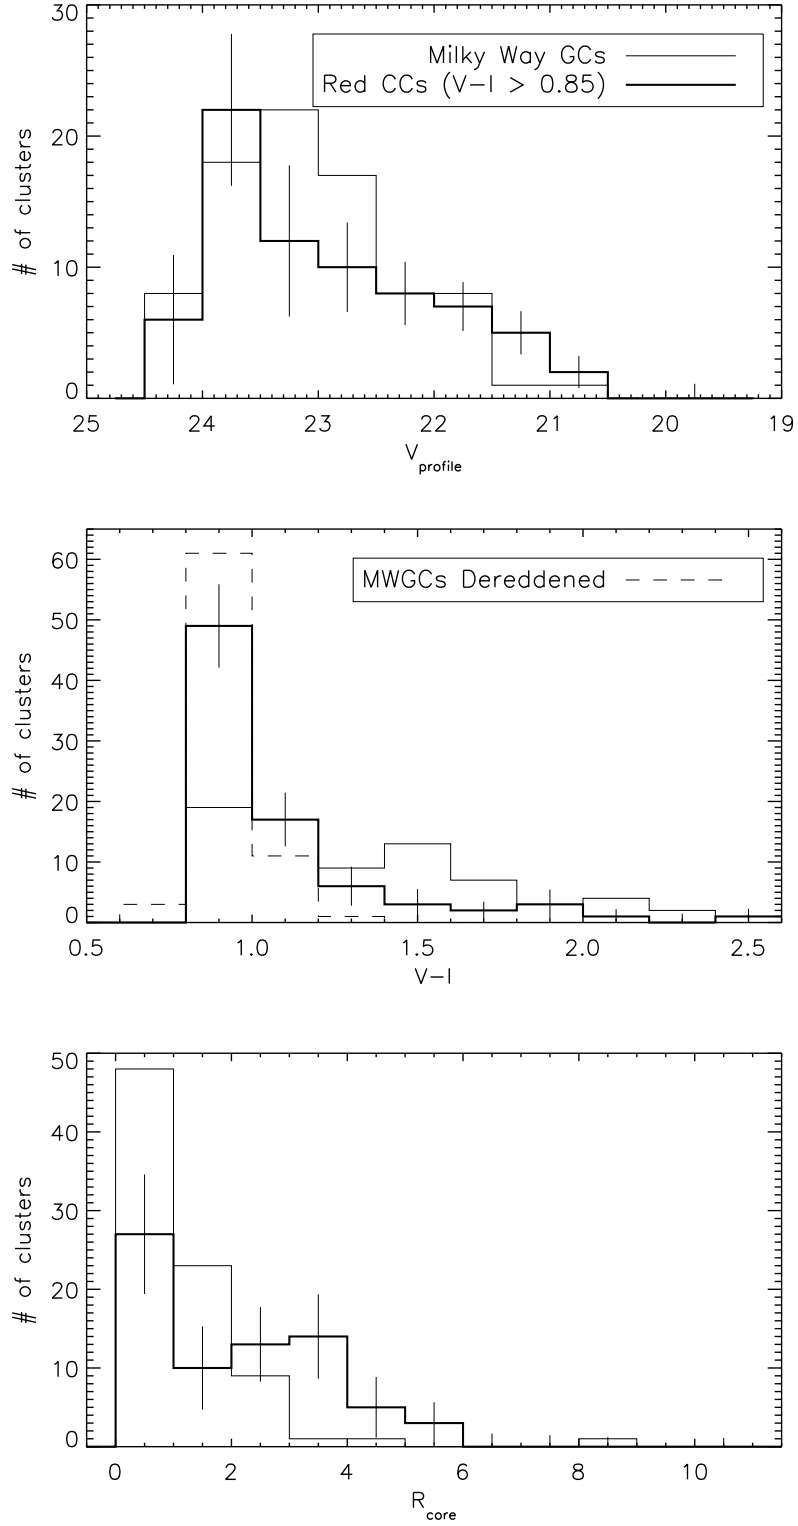 30
20
10
0
# of clusters
Milky Way GCs
Red CCs (V-I > 0.85)
25 24 23 22 21 20 19
V profile
60
50
40
30
20
10
0
# of clusters
MWGCs Dereddened
0.5 1.0 1.5 2.0 2.5
V-I
50
40
30
20
10
0
# of clusters
0 2 4 6 8 10
R core